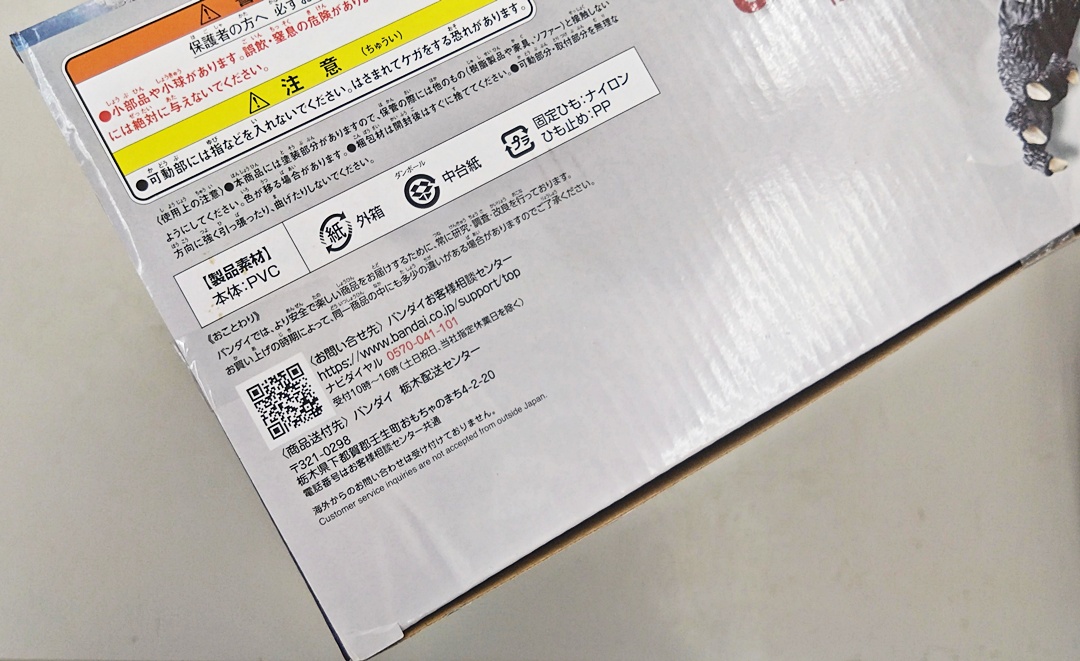 保護者の方へ 必ず
●小部品や小球があります。誤飲・窒息の危険があり
には絶対に与えないでください。
注意 (ちゅうい)
●可動部には指などを入れないでください。はさまれてケガをする恐れがあります。
〈使用上の注意〉●本商品には塗装部分がありますので、保管の際には他のもの(樹脂製品や家具、ソファー)と接触しない
ようにしてください。色が移る場合があります。●梱包材は開封後はすぐに捨ててください。●可動部分・取付部分を無理な
方向に強く引っ張ったり、曲げたりしないでください。
【製品素材】
本体:PVC
紙 外箱
ダンボール
中台紙
プラ
固定ひも:ナイロン
ひも止め:PP
《おことわり》
バンダイでは、より安全で楽しい商品をお届けするために、常に研究・調査・改良を行っております。
お買い上げの時期によって、同一商品の中にも多少の違いがある場合がありますのでご了承ください。
〈お問い合せ先〉バンダイお客様相談センター
https://www.bandai.co.jp/support/top
ナビダイヤル 0570-041-101
受付10時〜16時(土日祝日、当社指定休業日を除く)
〈商品送付先〉バンダイ 栃木配送センター
〒321-0298
栃木県下都賀郡壬生町おもちゃのまち4-2-20
電話番号はお客様相談センター共通
海外からのお問い合わせは受け付けておりません。
Customer service inquiries are not accepted from outside Japan.